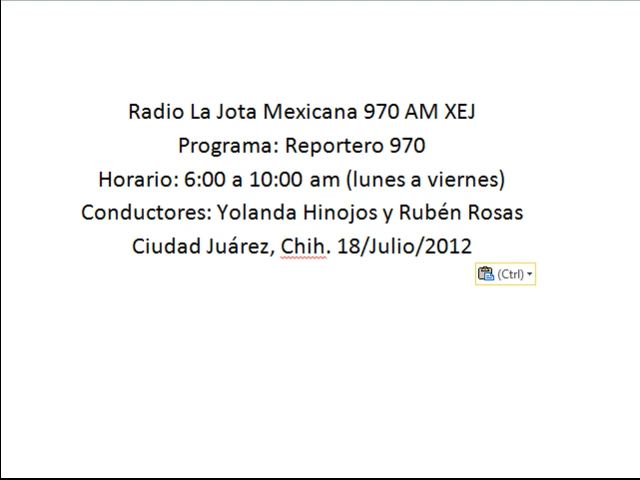 Radio La Jota Mexicana 970 AM XEJ
Programa: Reportero 970
Horario: 6:00 a 10:00 am (lunes a viernes)
Conductores: Yolanda Hinojos y Rubén Rosas
Ciudad Juárez, Chih. 18/Julio/2012
(Ctrl)